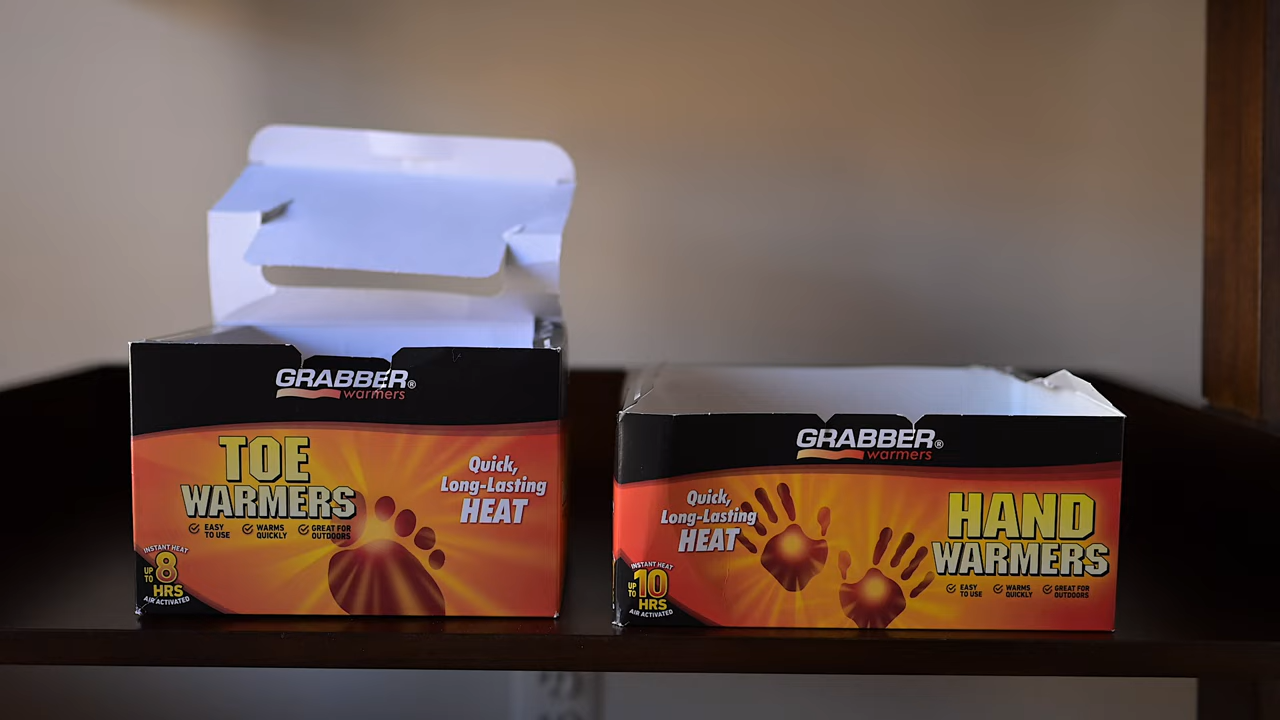 GRABBER®
warmers
TOE
WARMERS
EASY
TO USE
WARMS
QUICKLY
GREAT FOR
OUTDOORS
Quick,
Long-Lasting
HEAT
INSTANT HEAT
UP
TO
8
HRS
AIR ACTIVATED
GRABBER®
warmers
Quick,
Long-Lasting
HEAT
HAND
WARMERS
EASY
TO USE
WARMS
QUICKLY
GREAT FOR
OUTDOORS
INSTANT HEAT
UP
TO
10
HRS
AIR ACTIVATED